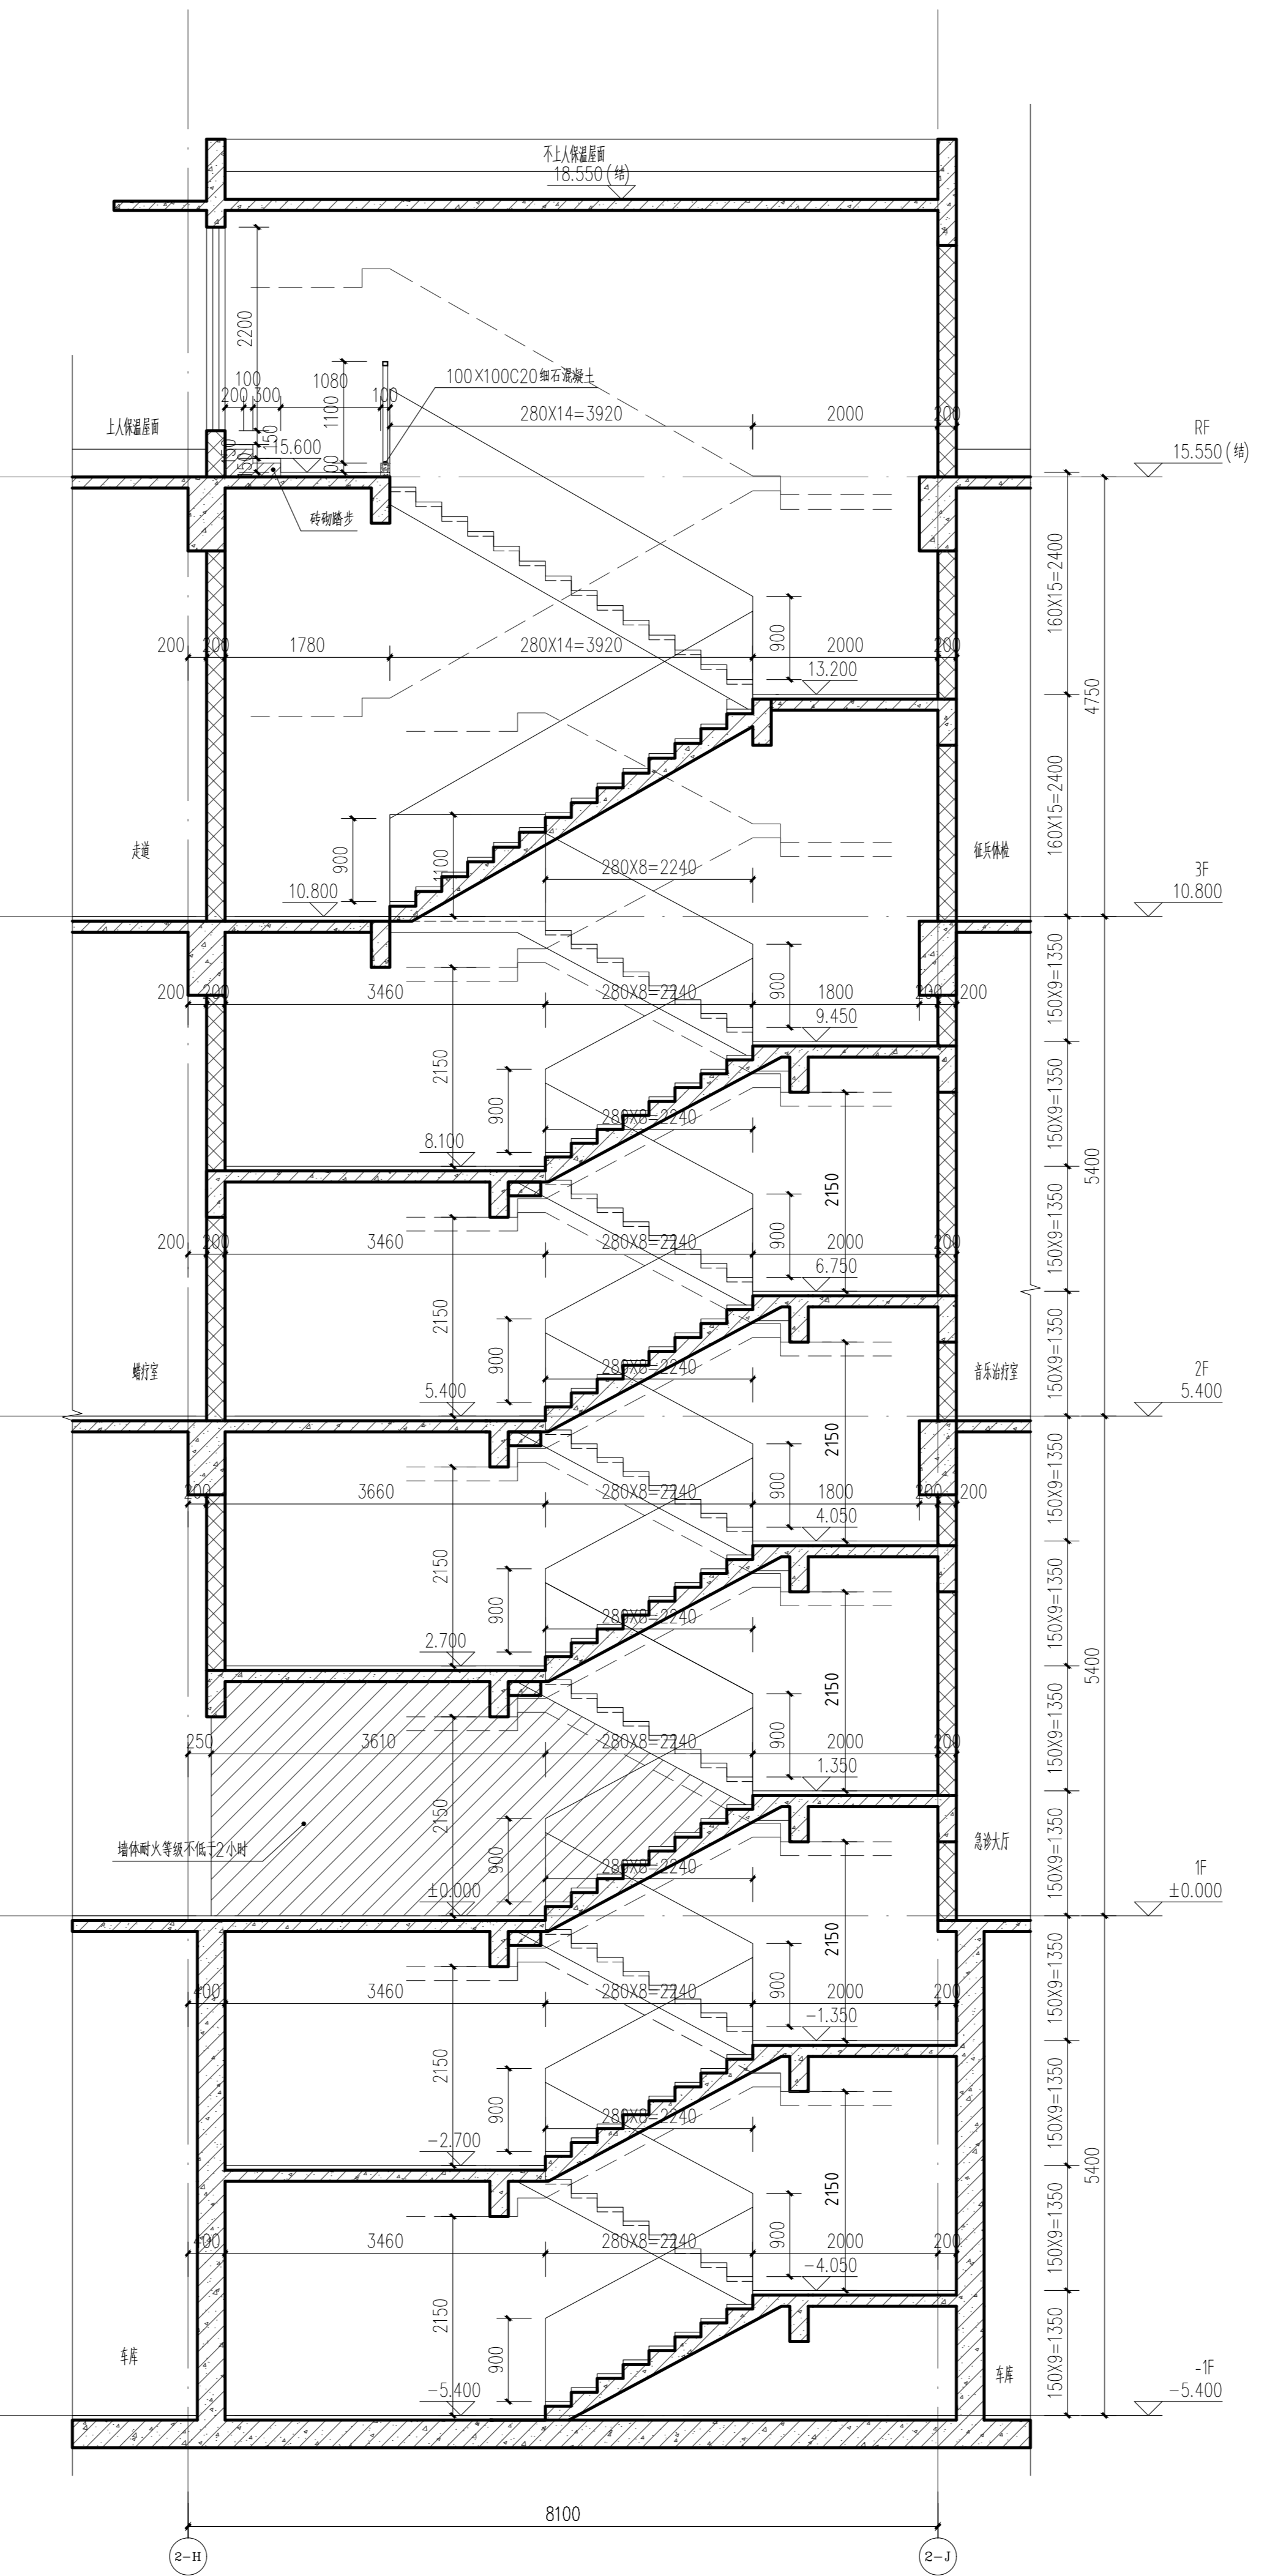 不上人保温屋面
18.550(结)
2200
100
200 300
1080
100
1100
100X100C20细石混凝土
280X14=3920
2000
200
上人保温屋面
150
15.600
150
RF
15.550(结)
砖砌踏步
160X15=2400
200
200
1780
280X14=3920
900
2000
200
13.200
4750
160X15=2400
走道
900
1100
280X8=2240
征兵体检
3F
10.800
10.800
200
200
3460
280X8=2240
900
1800
200
200
9.450
150X9=1350
2150
900
280X8=2240
150X9=1350
8.100
5400
2150
200
200
3460
280X8=2240
900
2000
200
6.750
150X9=1350
2150
900
280X8=2240
150X9=1350
蜡疗室
音乐治疗室
2F
5.400
5.400
2150
200
3660
280X8=2240
900
1800
200
200
4.050
150X9=1350
2150
900
280X8=2240
150X9=1350
2.700
5400
2150
250
3610
280X8=2240
900
2000
200
1.350
150X9=1350
2150
900
280X8=2240
150X9=1350
墙体耐火等级不低于2小时
急诊大厅
1F
±0.000
±0.000
2150
400
3460
280X8=2240
900
2000
200
-1.350
150X9=1350
2150
900
280X8=2240
150X9=1350
-2.700
5400
2150
400
3460
280X8=2240
900
2000
200
-4.050
150X9=1350
2150
900
150X9=1350
车库
车库
-1F
-5.400
-5.400
8100
2-H
2-J